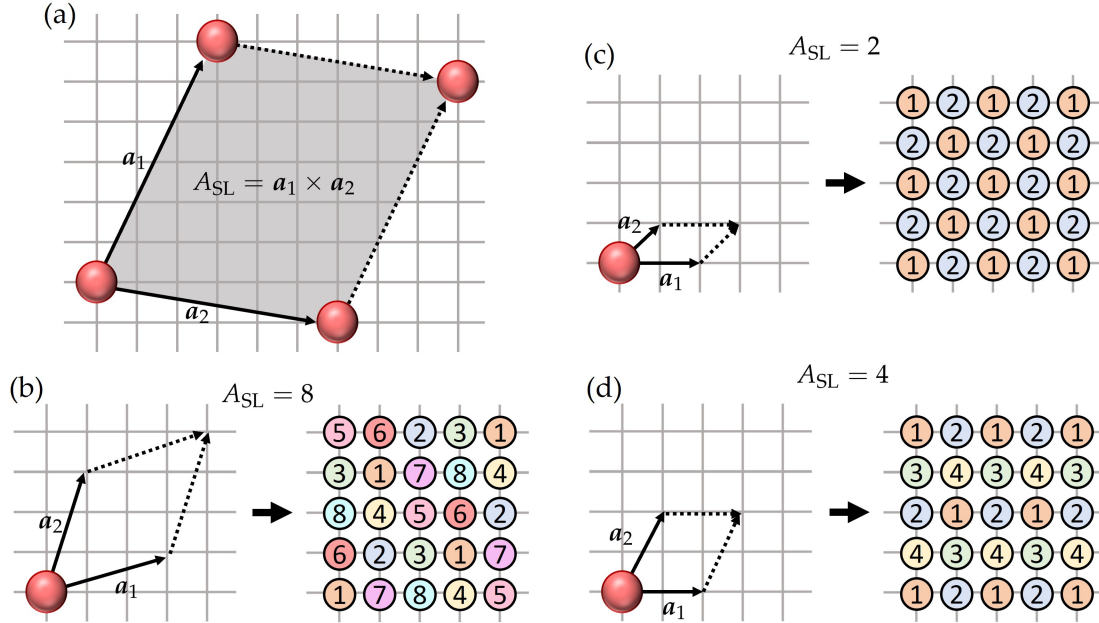 (a)
a₁
A_SL = a₁ × a₂
a₂
(b)
A_SL = 8
a₂
a₁
5 6 2 3 1
3 1 7 8 4
8 4 5 6 2
6 2 3 1 7
1 7 8 4 5
(c)
A_SL = 2
a₂
a₁
1 2 1 2 1
2 1 2 1 2
1 2 1 2 1
2 1 2 1 2
1 2 1 2 1
(d)
A_SL = 4
a₂
a₁
1 2 1 2 1
3 4 3 4 3
2 1 2 1 2
4 3 4 3 4
1 2 1 2 1